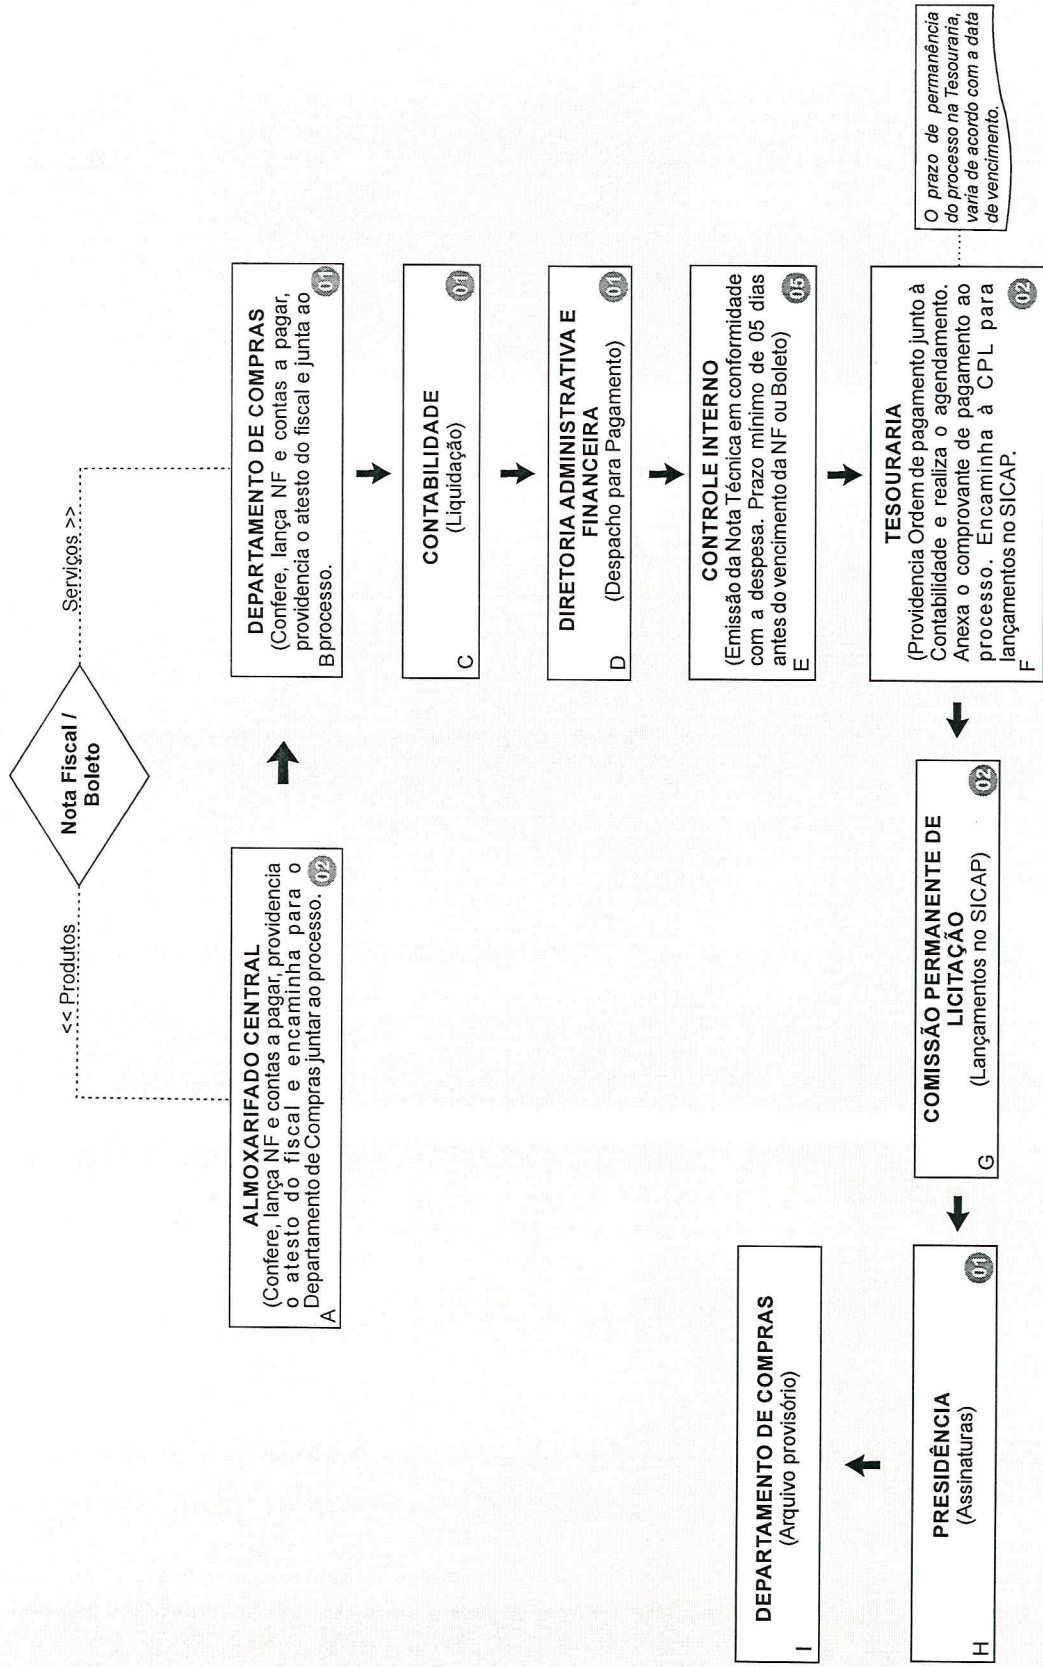 Nota Fiscal /
Boleto
<< Produtos
Serviços >>
ALMOXARIFADO CENTRAL
(Confere, lança NF e contas a pagar, providencia
o atesto do fiscal e encaminha para o
Departamento de Compras juntar ao processo.
A
02
DEPARTAMENTO DE COMPRAS
(Confere, lança NF e contas a pagar,
providencia o atesto do fiscal e junta ao
B processo.
01
CONTABILIDADE
(Liquidação)
C
01
DIRETORIA ADMINISTRATIVA E
FINANCEIRA
(Despacho para Pagamento)
D
01
CONTROLE INTERNO
(Emissão da Nota Técnica em conformidade
com a despesa. Prazo mínimo de 05 dias
antes do vencimento da NF ou Boleto)
E
05
TESOURARIA
(Providencia Ordem de pagamento junto à
Contabilidade e realiza o agendamento.
Anexa o comprovante de pagamento ao
processo. Encaminha à CPL para
lançamentos no SICAP.
F
02
O prazo de permanência
do processo na Tesouraria,
varia de acordo com a data
de vencimento.
COMISSÃO PERMANENTE DE
LICITAÇÃO
(Lançamentos no SICAP)
G
02
PRESIDÊNCIA
(Assinaturas)
H
01
DEPARTAMENTO DE COMPRAS
(Arquivo provisório)
I